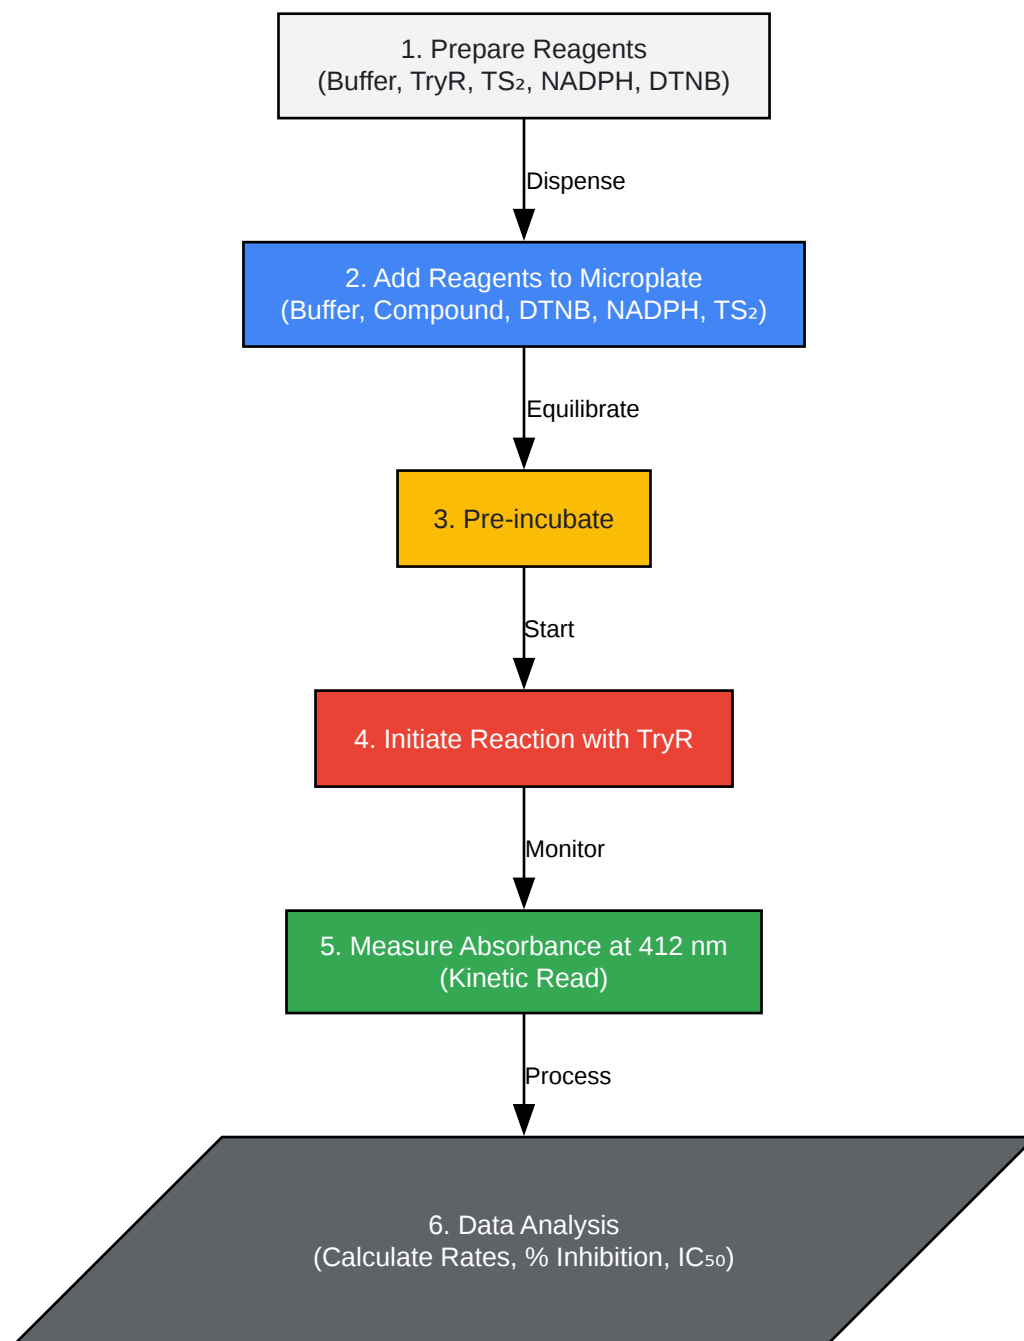 1. Prepare Reagents
(Buffer, TryR, TS₂, NADPH, DTNB)
Dispense
2. Add Reagents to Microplate
(Buffer, Compound, DTNB, NADPH, TS₂)
Equilibrate
3. Pre-incubate
Start
4. Initiate Reaction with TryR
Monitor
5. Measure Absorbance at 412 nm
(Kinetic Read)
Process
6. Data Analysis
(Calculate Rates, % Inhibition, IC₅₀)